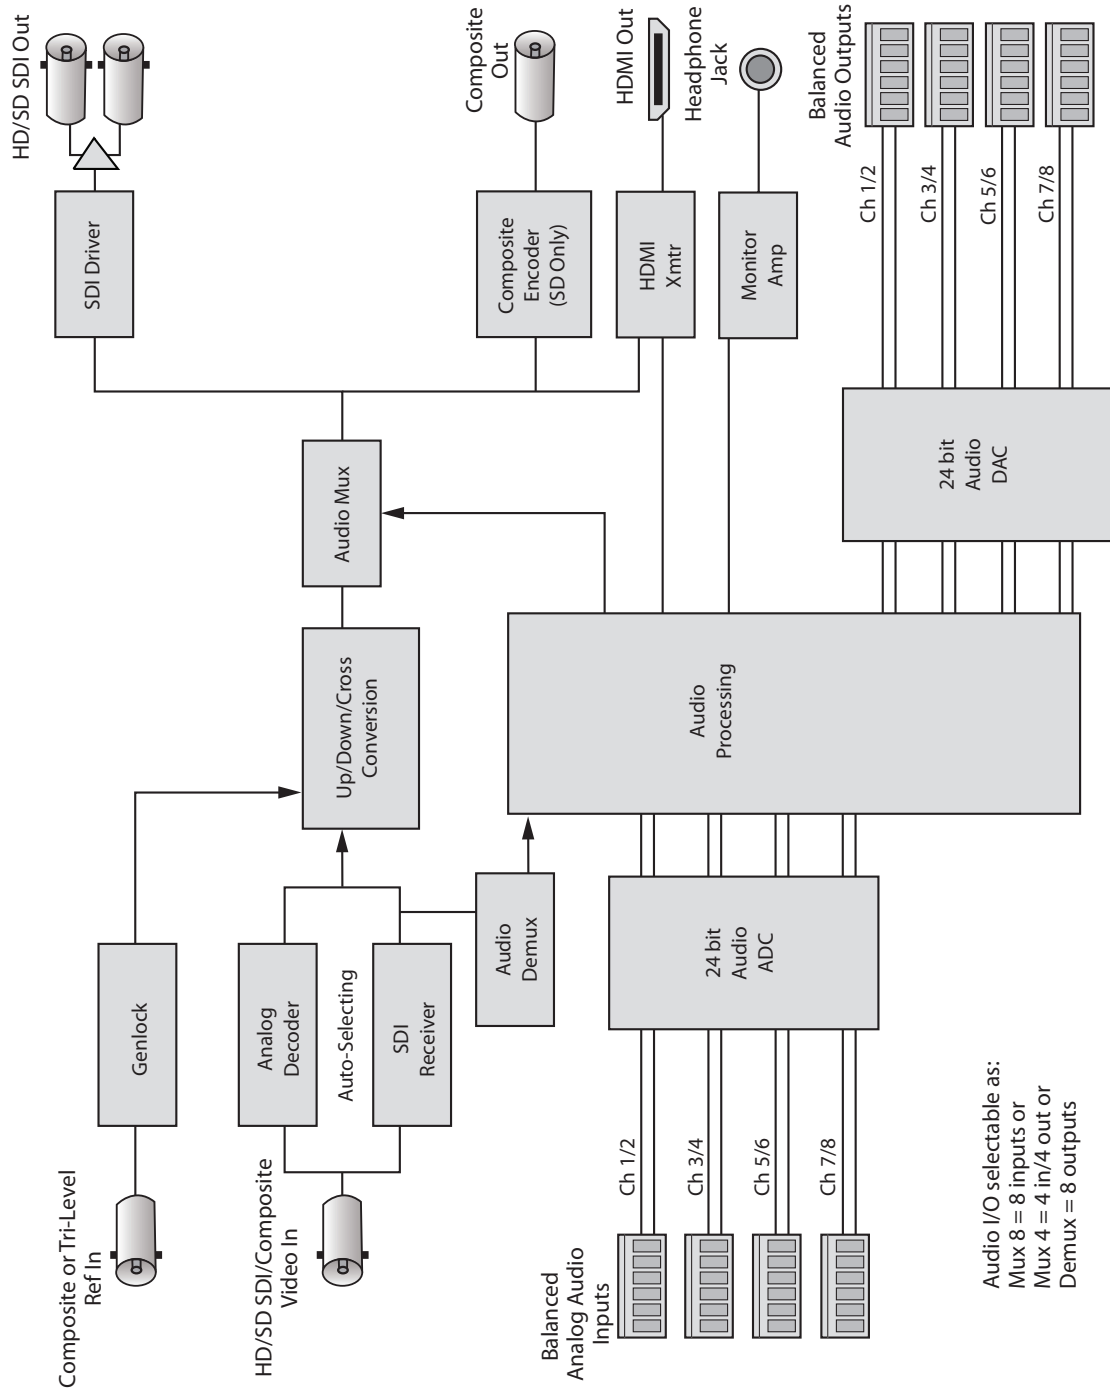 Composite or Tri-Level
Ref In
Genlock
HD/SD SDI/Composite
Video In
Analog
Decoder
Auto-Selecting
SDI
Receiver
Audio
Demux
Up/Down/Cross
Conversion
Audio Mux
SDI Driver
HD/SD SDI Out
Composite
Encoder
(SD Only)
Composite
Out
HDMI
Xmtr
HDMI Out
Monitor
Amp
Headphone
Jack
Balanced
Analog Audio
Inputs
Ch 1/2
Ch 3/4
Ch 5/6
Ch 7/8
24 bit
Audio
ADC
Audio
Processing
24 bit
Audio
DAC
Ch 1/2
Ch 3/4
Ch 5/6
Ch 7/8
Balanced
Audio Outputs
Audio I/O selectable as:
Mux 8 = 8 inputs or
Mux 4 = 4 in/4 out or
Demux = 8 outputs